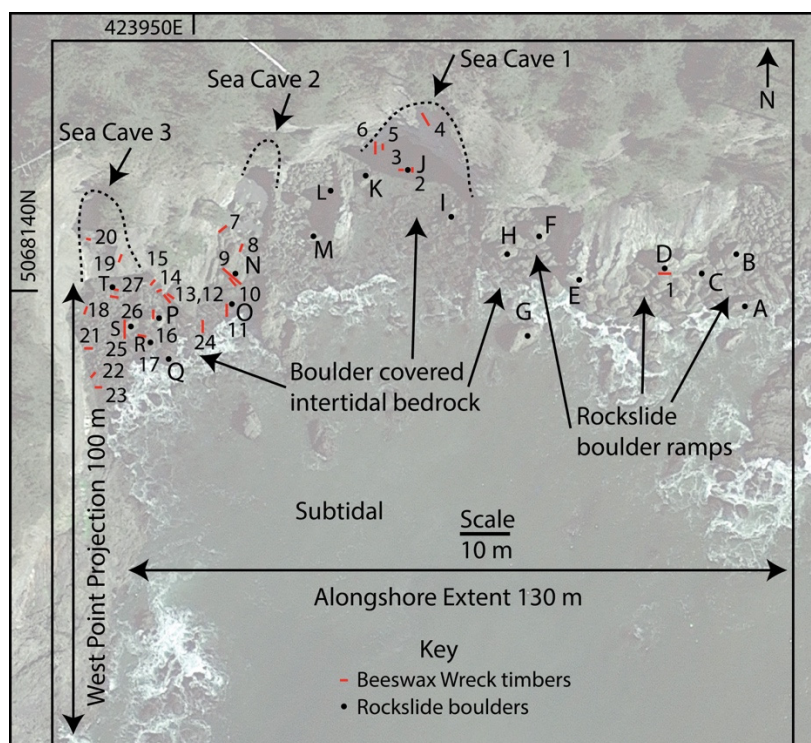 423950E
Sea Cave 1
N
Sea Cave 2
Sea Cave 3
6 5 4
3 J
2
L K
I
5068140N
M
7
8
H F
20
19
15
9 N
D B
C
1
T 27 14
13,12
10
E
A
18 26 P
O
11
G
S
21 R 16
24
25
17 Q
22
23
Boulder covered
intertidal bedrock
Rockslide
boulder ramps
West Point Projection 100 m
Subtidal
Scale
10 m
Alongshore Extent 130 m
Key
Beeswax Wreck timbers
Rockslide boulders